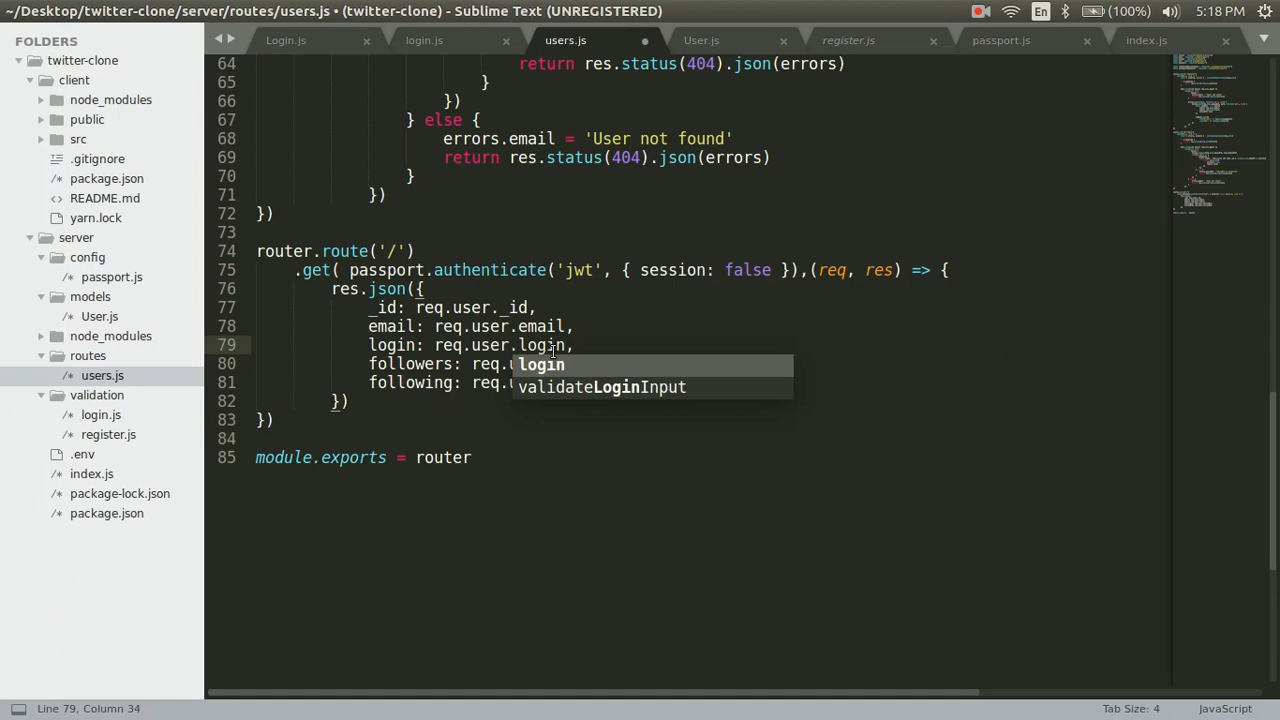 ~/Desktop/twitter-clone/server/routes/users.js • (twitter-clone) - Sublime Text (UNREGISTERED)
En
(100%)
5:18 PM
FOLDERS
twitter-clone
client
node_modules
public
src
.gitignore
package.json
README.md
yarn.lock
server
config
passport.js
models
User.js
node_modules
routes
users.js
validation
login.js
register.js
.env
index.js
package-lock.json
package.json
Login.js
login.js
users.js
User.js
register.js
passport.js
index.js
64 return res.status(404).json(errors)
65 }
66 })
67 } else {
68 errors.email = 'User not found'
69 return res.status(404).json(errors)
70 }
71 })
72 })
73
74 router.route('/')
75 .get( passport.authenticate('jwt', { session: false }),(req, res) => {
76 res.json({
77 _id: req.user._id,
78 email: req.user.email,
79 login: req.user.login,
80 followers: req.u
81 following: req.u
82 })
83 })
84
85 module.exports = router
login
validateLoginInput
Line 79, Column 34
Tab Size: 4
JavaScript